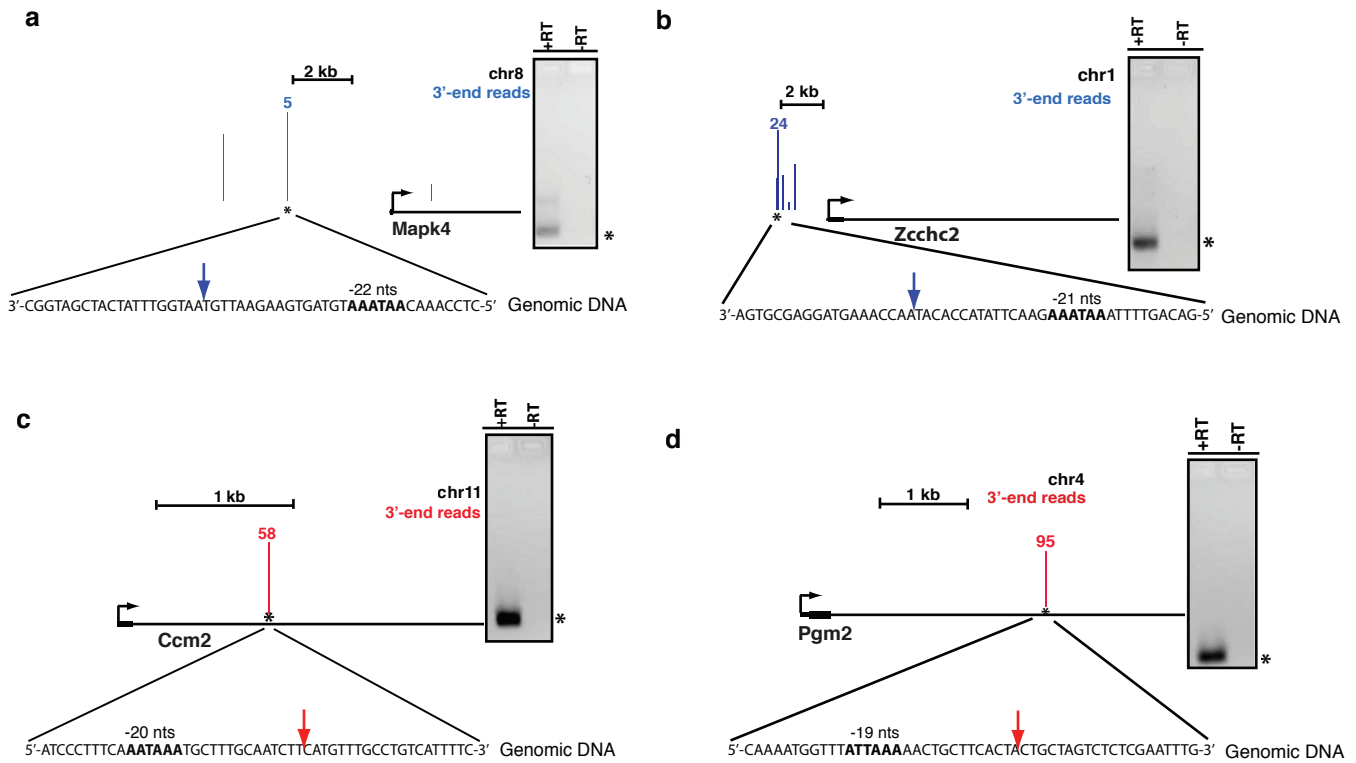 a
+RT
-RT
2 kb
chr8
3'-end reads
5
*
Mapk4
*
-22 nts
3'-CGGTAGCTACTATTTGGTAATGTTAAGAAGTGATGTAAATAACAAACCTC-5' Genomic DNA
b
+RT
-RT
2 kb
chr1
3'-end reads
24
*
Zcchc2
*
-21 nts
3'-AGTGCGAGGATGAAACCAATACACCATATTCAAGAAATAAATTTTGACAG-5' Genomic DNA
c
+RT
-RT
1 kb
chr11
3'-end reads
58
*
Ccm2
*
-20 nts
5'-ATCCCTTTCAAATAAATGCTTTGCAATCTTCATGTTTGCCTGTCATTTTC-3' Genomic DNA
d
+RT
-RT
1 kb
chr4
3'-end reads
95
*
Pgm2
*
-19 nts
5'-CAAAATGGTTTATTAAAAACTGCTTCACTACTGCTAGTCTCTCGAATTTG-3' Genomic DNA